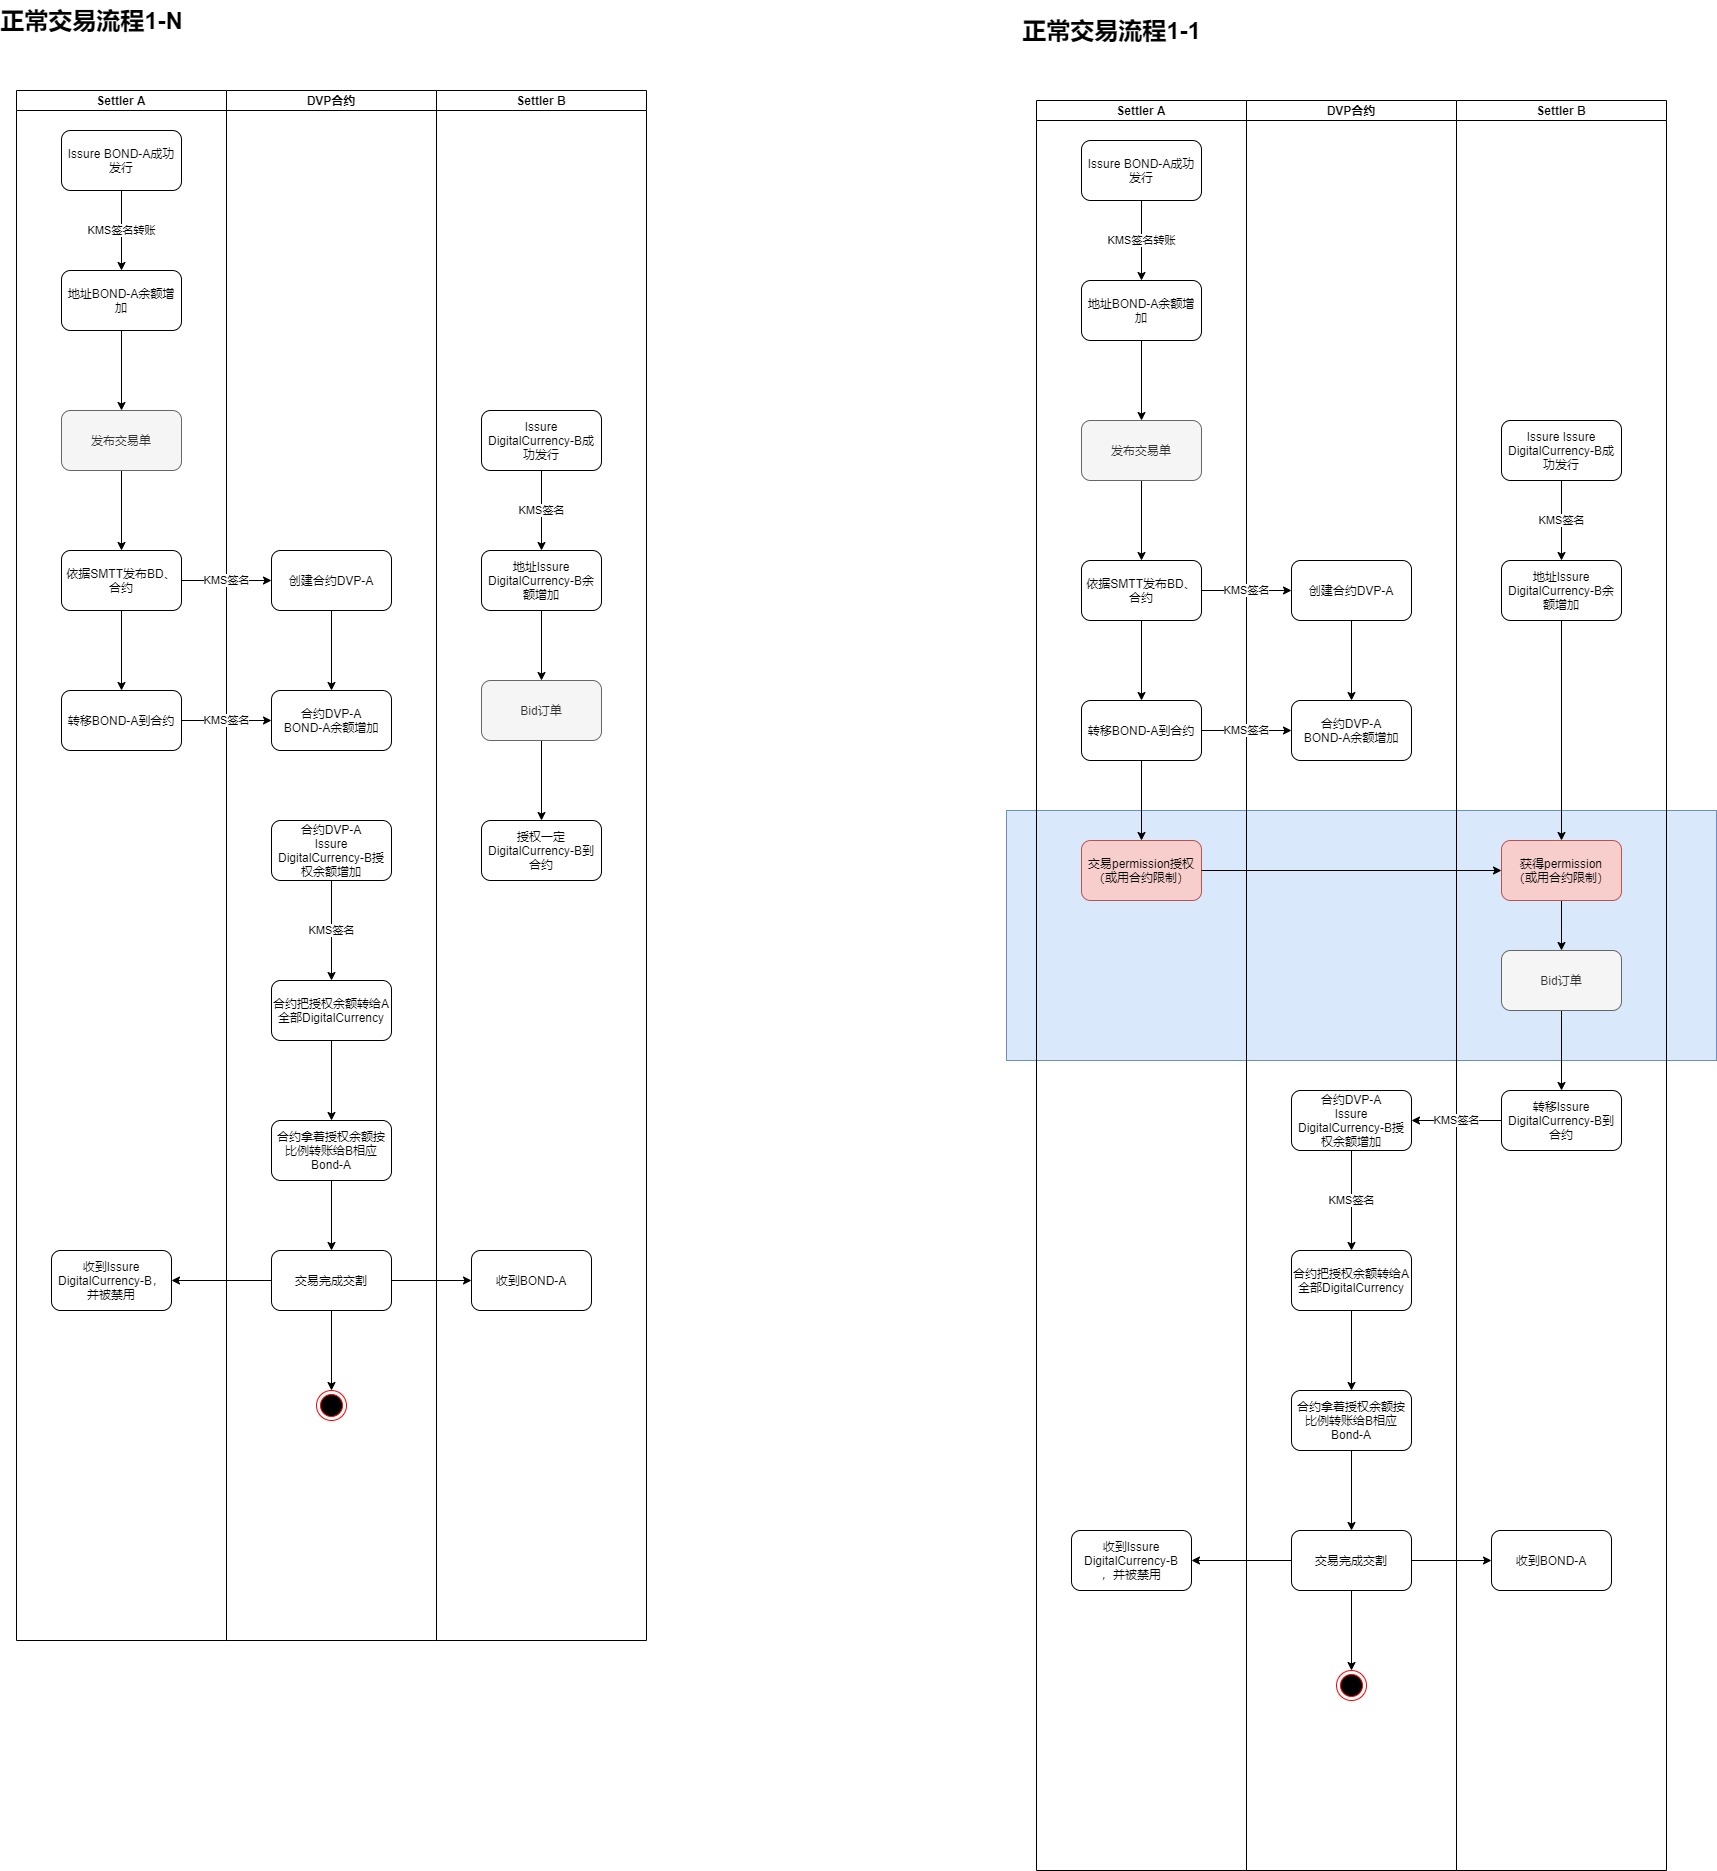 正常交易流程1-N
Settler A
DVP合约
Settler B
Issure BOND-A成功
发行
KMS签名转账
地址BOND-A余额增
加
发布交易单
Issure
DigitalCurrency-B成
功发行
KMS签名
依据SMTT发布BD、
合约
KMS签名
创建合约DVP-A
地址Issure
DigitalCurrency-B余
额增加
转移BOND-A到合约
KMS签名
合约DVP-A
BOND-A余额增加
Bid订单
合约DVP-A
Issure
DigitalCurrency-B授
权余额增加
授权一定
DigitalCurrency-B到
合约
KMS签名
合约把授权余额转给A
全部DigitalCurrency
合约拿着授权余额按
比例转账给B相应
Bond-A
收到Issure
DigitalCurrency-B，
并被禁用
交易完成交割
收到BOND-A
正常交易流程1-1
Settler A
DVP合约
Settler B
Issure BOND-A成功
发行
KMS签名转账
地址BOND-A余额增
加
发布交易单
Issure Issure
DigitalCurrency-B成
功发行
KMS签名
依据SMTT发布BD、
合约
KMS签名
创建合约DVP-A
地址Issure
DigitalCurrency-B余
额增加
转移BOND-A到合约
KMS签名
合约DVP-A
BOND-A余额增加
交易permission授权
（或用合约限制）
获得permission
（或用合约限制）
Bid订单
合约DVP-A
Issure
DigitalCurrency-B授
权余额增加
KMS签名
转移Issure
DigitalCurrency-B到
合约
KMS签名
合约把授权余额转给A
全部DigitalCurrency
合约拿着授权余额按
比例转账给B相应
Bond-A
收到Issure
DigitalCurrency-B
，并被禁用
交易完成交割
收到BOND-A